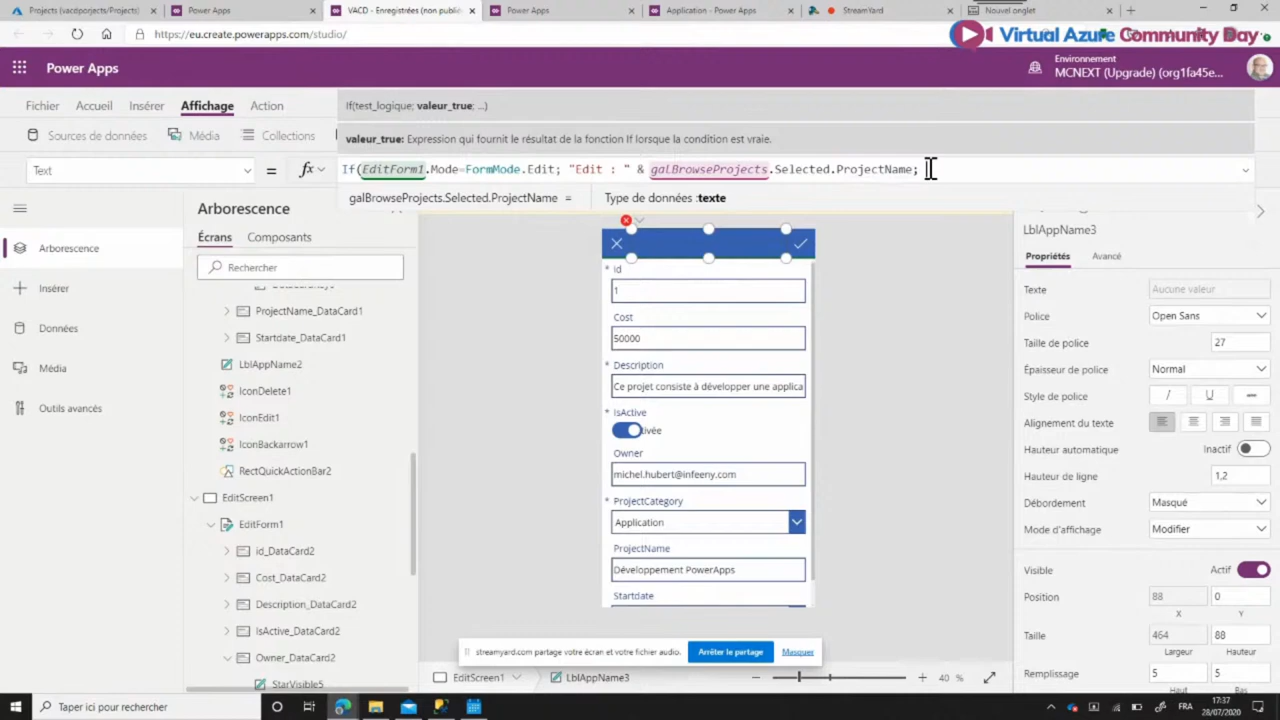 Projects (vacdporojects/Projects)
Power Apps
VACD - Enregistrées (non publié
Power Apps
Application - Power Apps
StreamYard
Nouvel onglet
https://eu.create.powerapps.com/studio/
Virtual Azure Community Day
Power Apps
Environnement
MCNEXT (Upgrade) (org1fa45e...
Fichier
Accueil
Insérer
Affichage
Action
If(test_logique; valeur_true; ...)
Sources de données
Média
Collections
valeur_true: Expression qui fournit le résultat de la fonction If lorsque la condition est vraie.
Text
=
fx
If(EditForm1.Mode=FormMode.Edit; "Edit : " & galBrowseProjects.Selected.ProjectName;
galBrowseProjects.Selected.ProjectName =
Type de données :texte
Arborescence
Écrans
Composants
Rechercher
Arborescence
Insérer
Données
Média
Outils avancés
ProjectName_DataCard1
Startdate_DataCard1
LblAppName2
IconDelete1
IconEdit1
IconBackarrow1
RectQuickActionBar2
EditScreen1
EditForm1
id_DataCard2
Cost_DataCard2
Description_DataCard2
IsActive_DataCard2
Owner_DataCard2
StarVisible5
* Id
1
Cost
50000
* Description
Ce projet consiste à développer une applica
* IsActive
ivée
Owner
michel.hubert@infeeny.com
* ProjectCategory
Application
ProjectName
Développement PowerApps
Startdate
streamyard.com partage votre écran et votre fichier audio.
Arrêter le partage
Masquer
EditScreen1
LblAppName3
40 %
LblAppName3
Propriétés
Avancé
Texte
Aucune valeur
Police
Open Sans
Taille de police
27
Épaisseur de police
Normal
Style de police
Alignement du texte
Hauteur automatique
Inactif
Hauteur de ligne
1,2
Débordement
Masqué
Mode d'affichage
Modifier
Visible
Actif
Position
88
0
X
Y
Taille
464
88
Largeur
Hauteur
Remplissage
5
5
Haut
Taper ici pour rechercher
FRA
17:37
28/07/2020